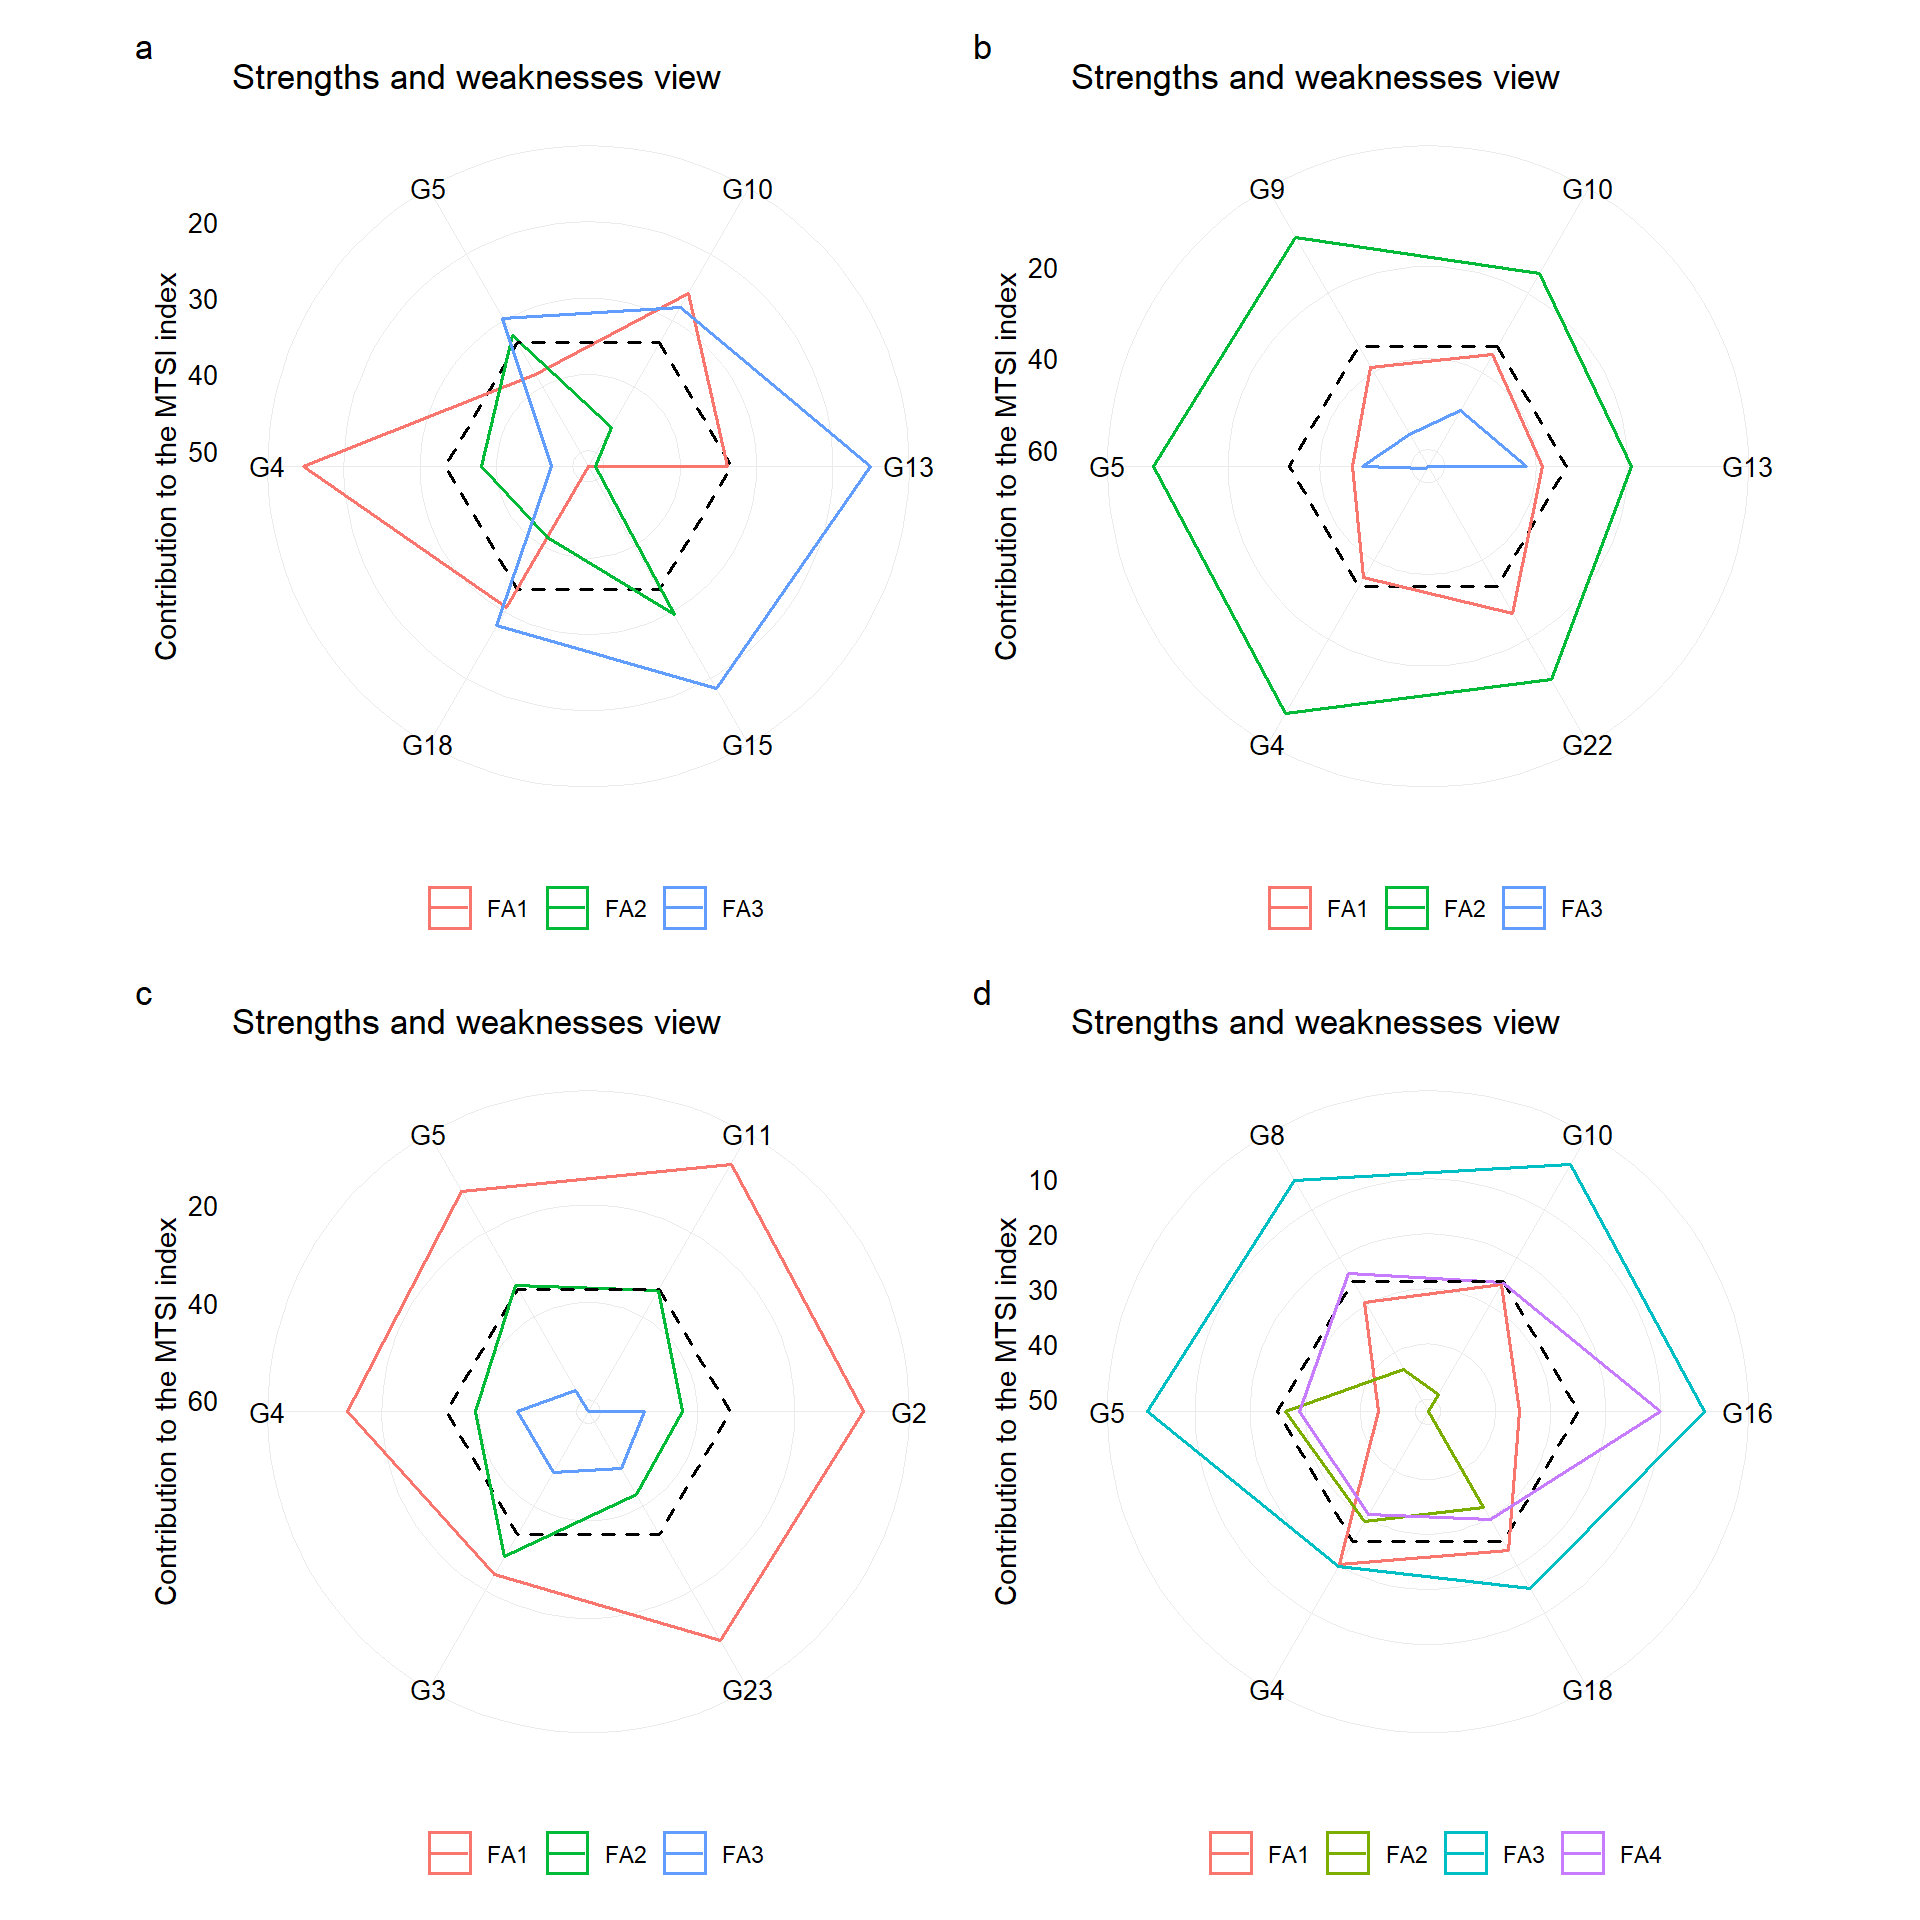 a
Strengths and weaknesses view
G5
G10
20
30
40
50
Contribution to the MTSI index
G4
G13
G18
G15
FA1 FA2 FA3
b
Strengths and weaknesses view
G9
G10
20
40
60
Contribution to the MTSI index
G5
G13
G4
G22
FA1 FA2 FA3
c
Strengths and weaknesses view
G5
G11
20
40
60
Contribution to the MTSI index
G4
G2
G3
G23
FA1 FA2 FA3
d
Strengths and weaknesses view
G8
G10
10
20
30
40
50
Contribution to the MTSI index
G5
G16
G4
G18
FA1 FA2 FA3 FA4